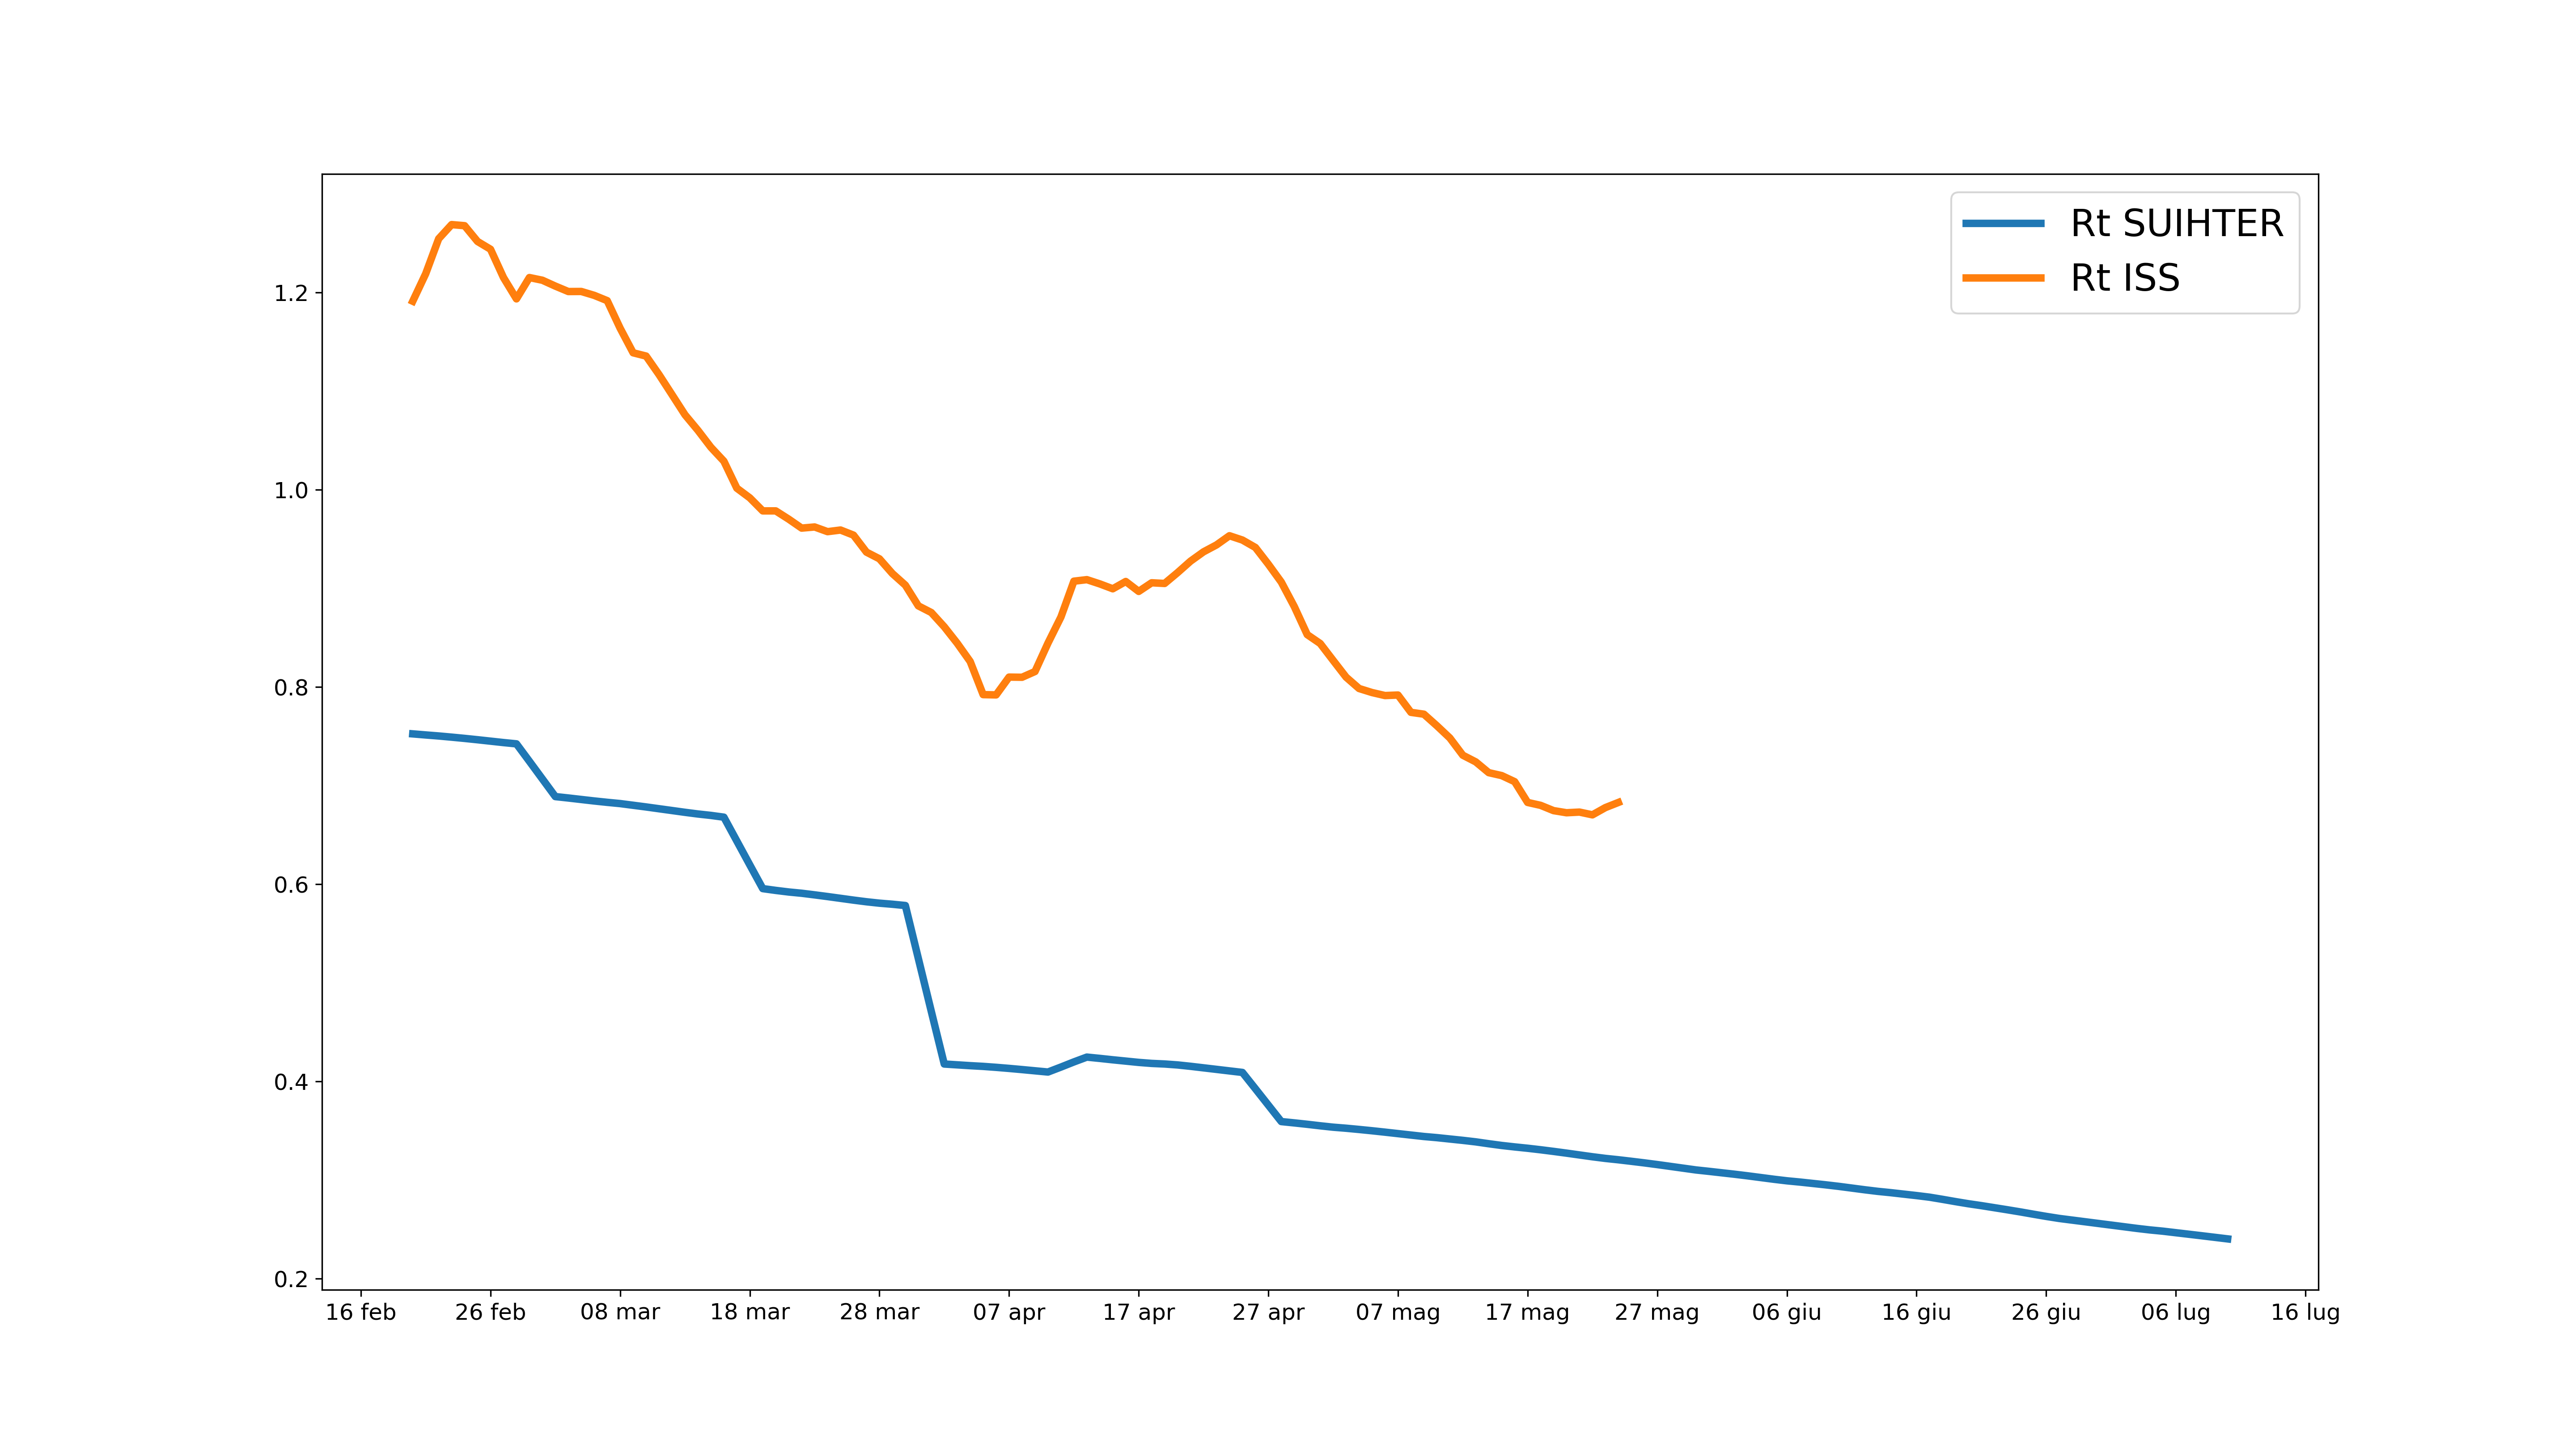 Rt SUIHTER
Rt ISS
1.2
1.0
0.8
0.6
0.4
0.2
16 feb
26 feb
08 mar
18 mar
28 mar
07 apr
17 apr
27 apr
07 mag
17 mag
27 mag
06 giu
16 giu
26 giu
06 lug
16 lug